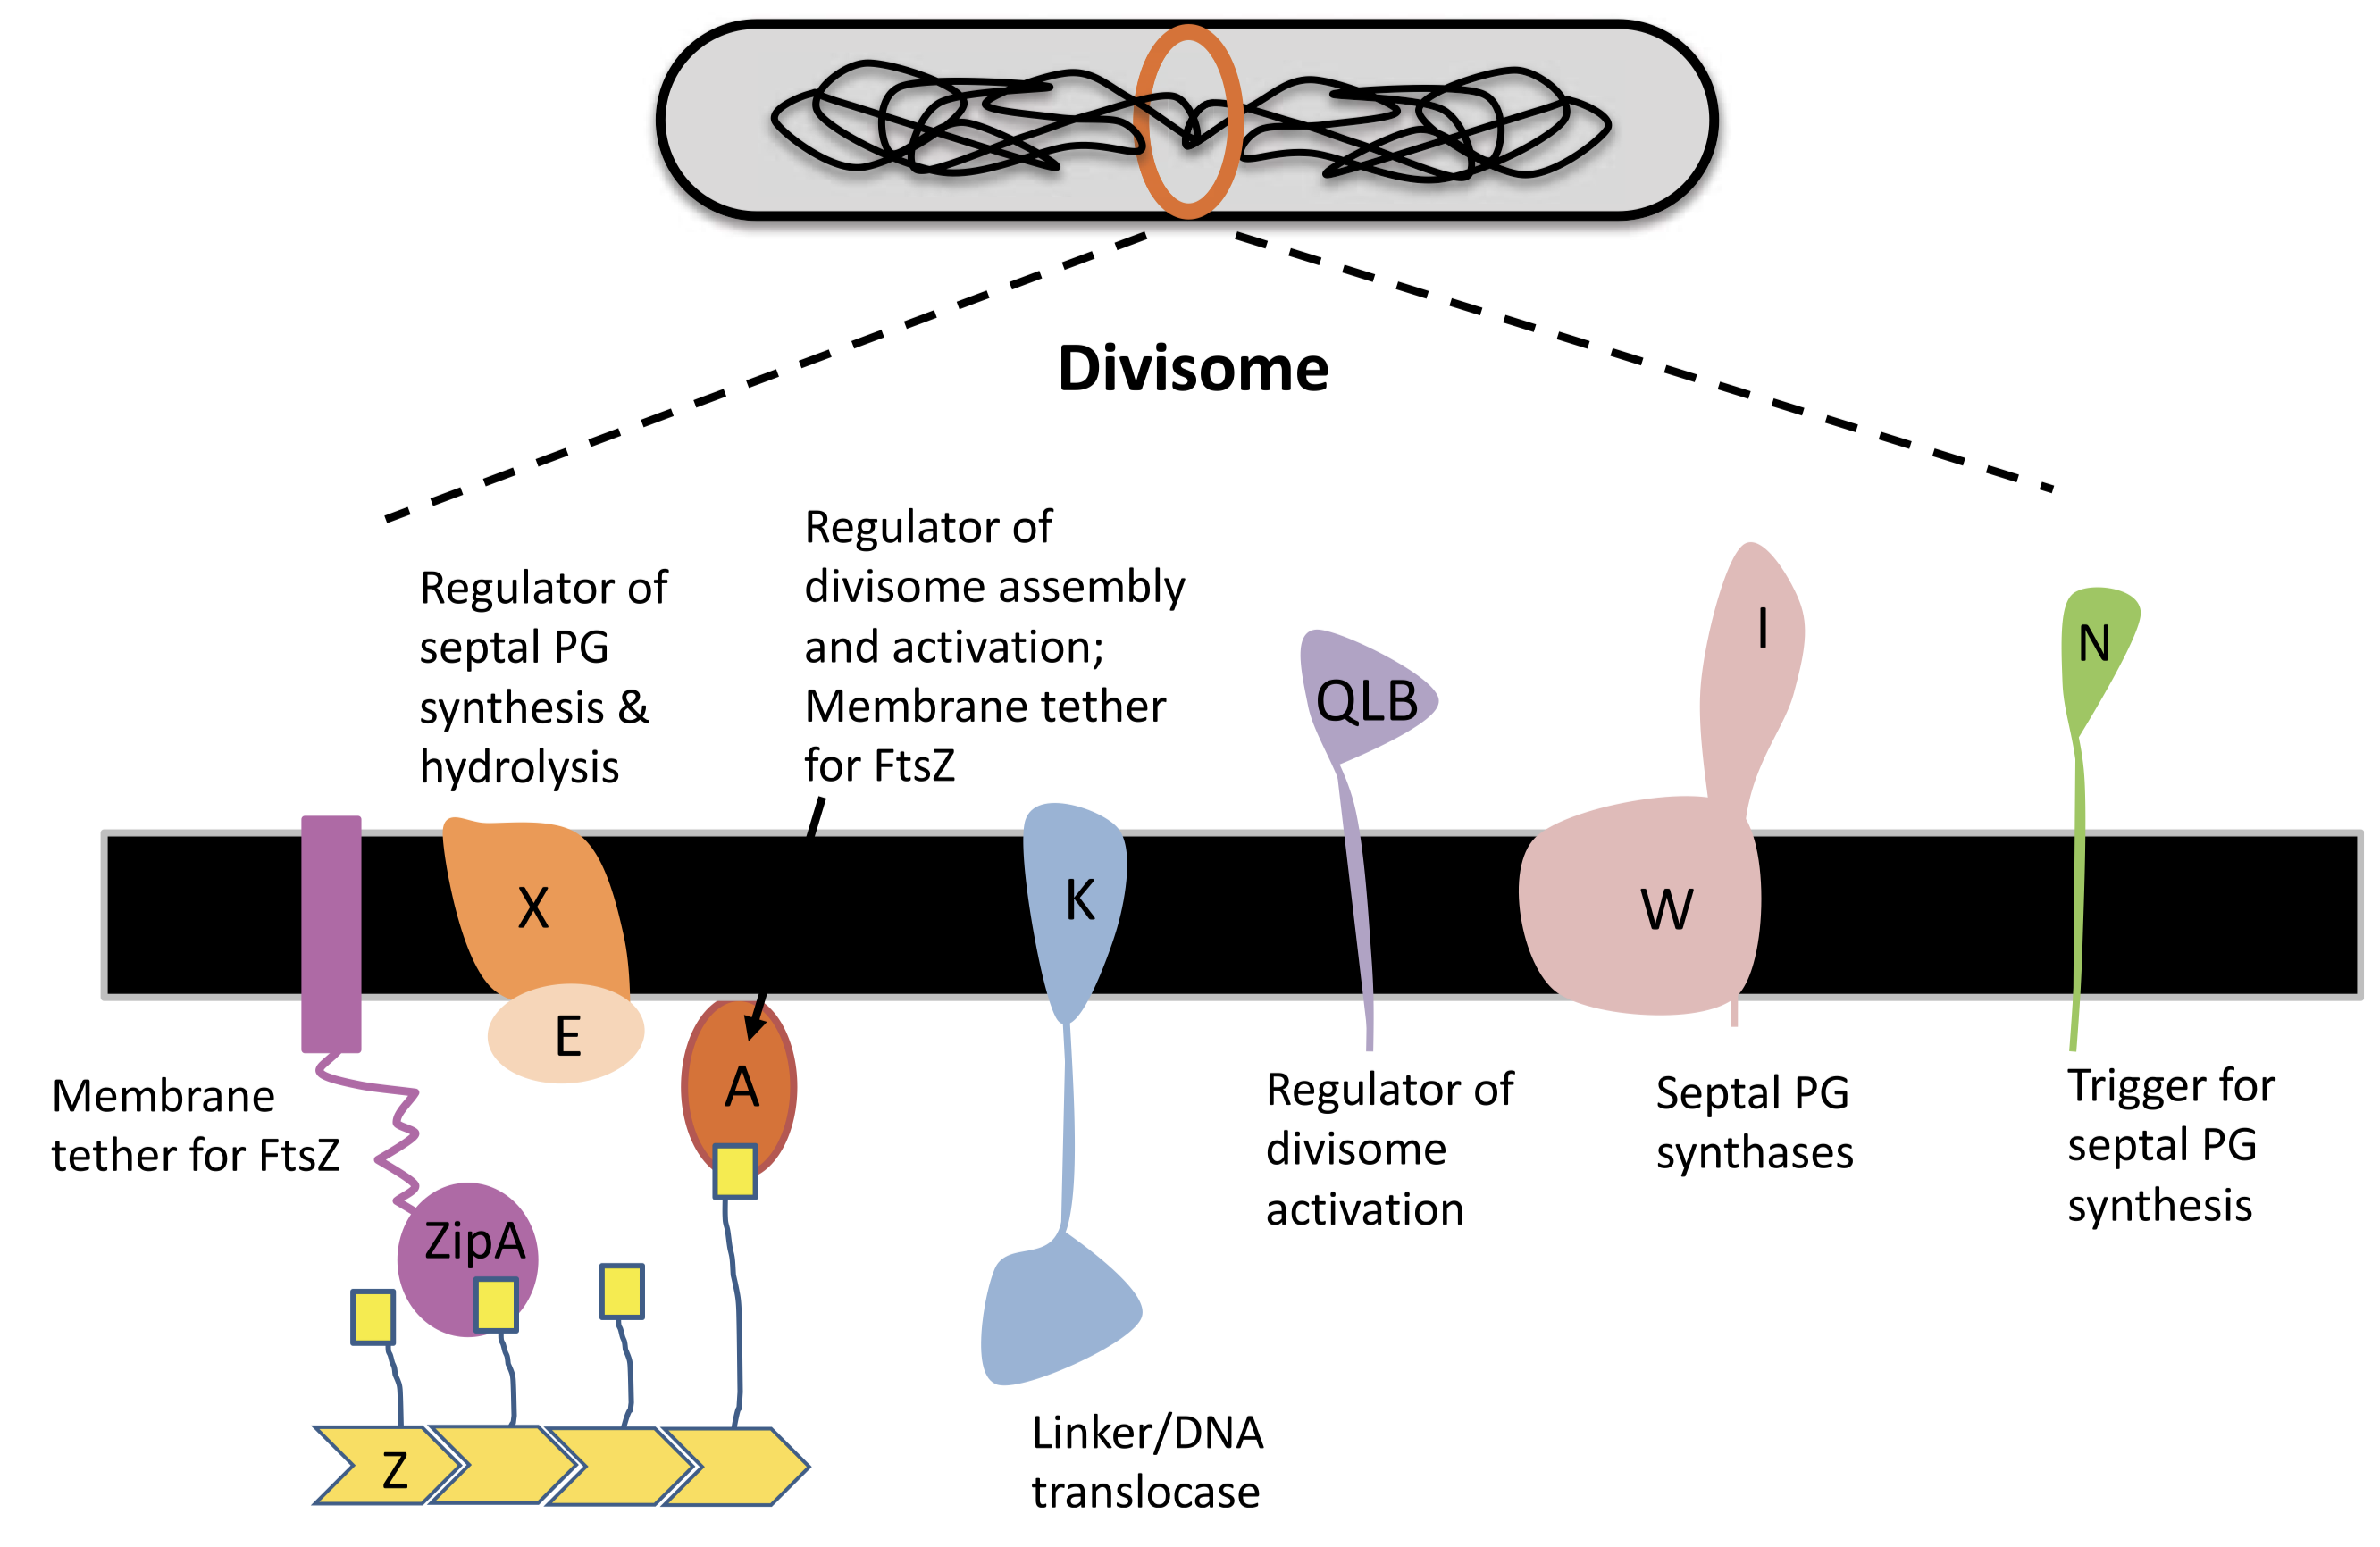 Divisome
Regulator of
septal PG
synthesis &
hydrolysis
Regulator of
divisome assembly
and activation;
Membrane tether
for FtsZ
QLB
I
N
X
K
W
E
A
Membrane
tether for FtsZ
ZipA
Z
Regulator of
divisome
activation
Septal PG
synthases
Trigger for
septal PG
synthesis
Linker/DNA
translocase